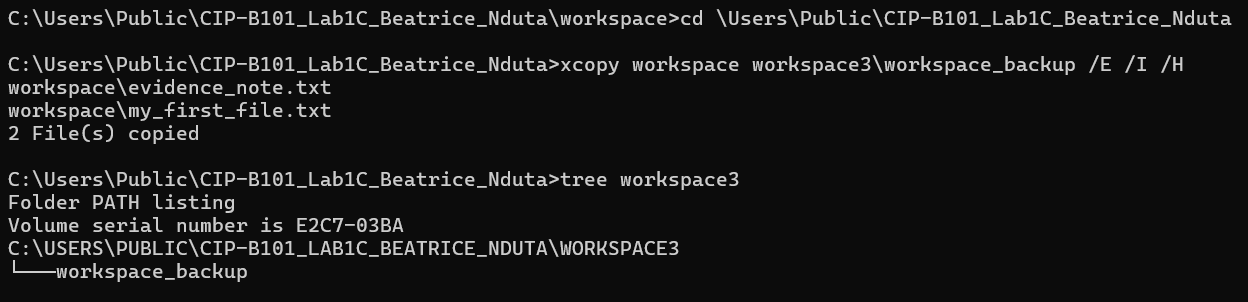 C:\Users\Public\CIP-B101_Lab1C_Beatrice_Nduta\workspace>cd \Users\Public\CIP-B101_Lab1C_Beatrice_Nduta
C:\Users\Public\CIP-B101_Lab1C_Beatrice_Nduta>xcopy workspace workspace3\workspace_backup /E /I /H
workspace\evidence_note.txt
workspace\my_first_file.txt
2 File(s) copied
C:\Users\Public\CIP-B101_Lab1C_Beatrice_Nduta>tree workspace3
Folder PATH listing
Volume serial number is E2C7-03BA
C:\USERS\PUBLIC\CIP-B101_LAB1C_BEATRICE_NDUTA\WORKSPACE3
└───workspace_backup